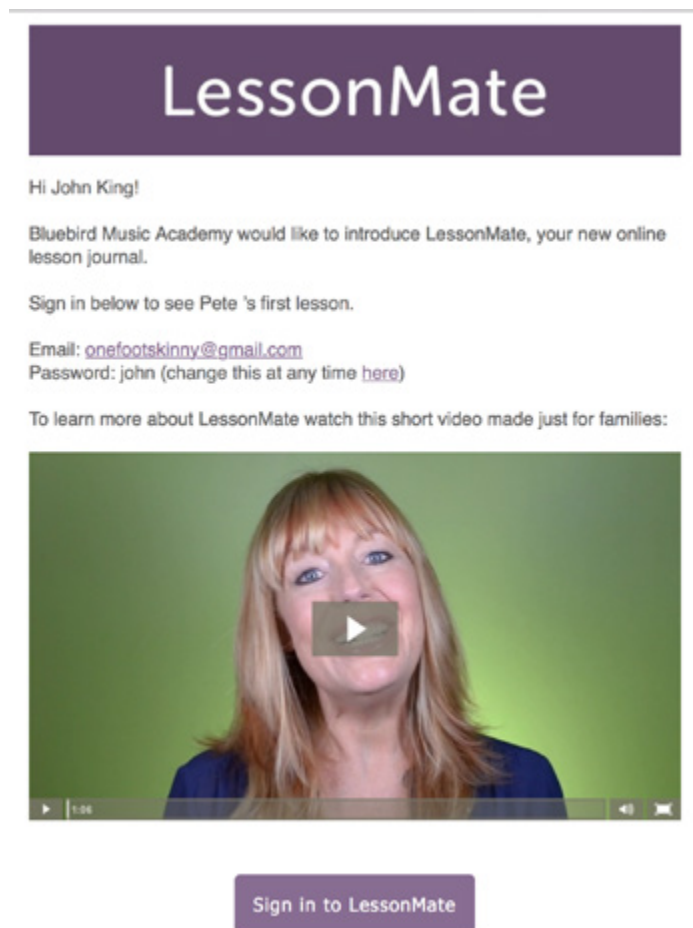 LessonMate
Hi John King!
Bluebird Music Academy would like to introduce LessonMate, your new online
lesson journal.
Sign in below to see Pete 's first lesson.
Email: onefootskinny@gmail.com
Password: john (change this at any time here)
To learn more about LessonMate watch this short video made just for families:
1:06
Sign in to LessonMate